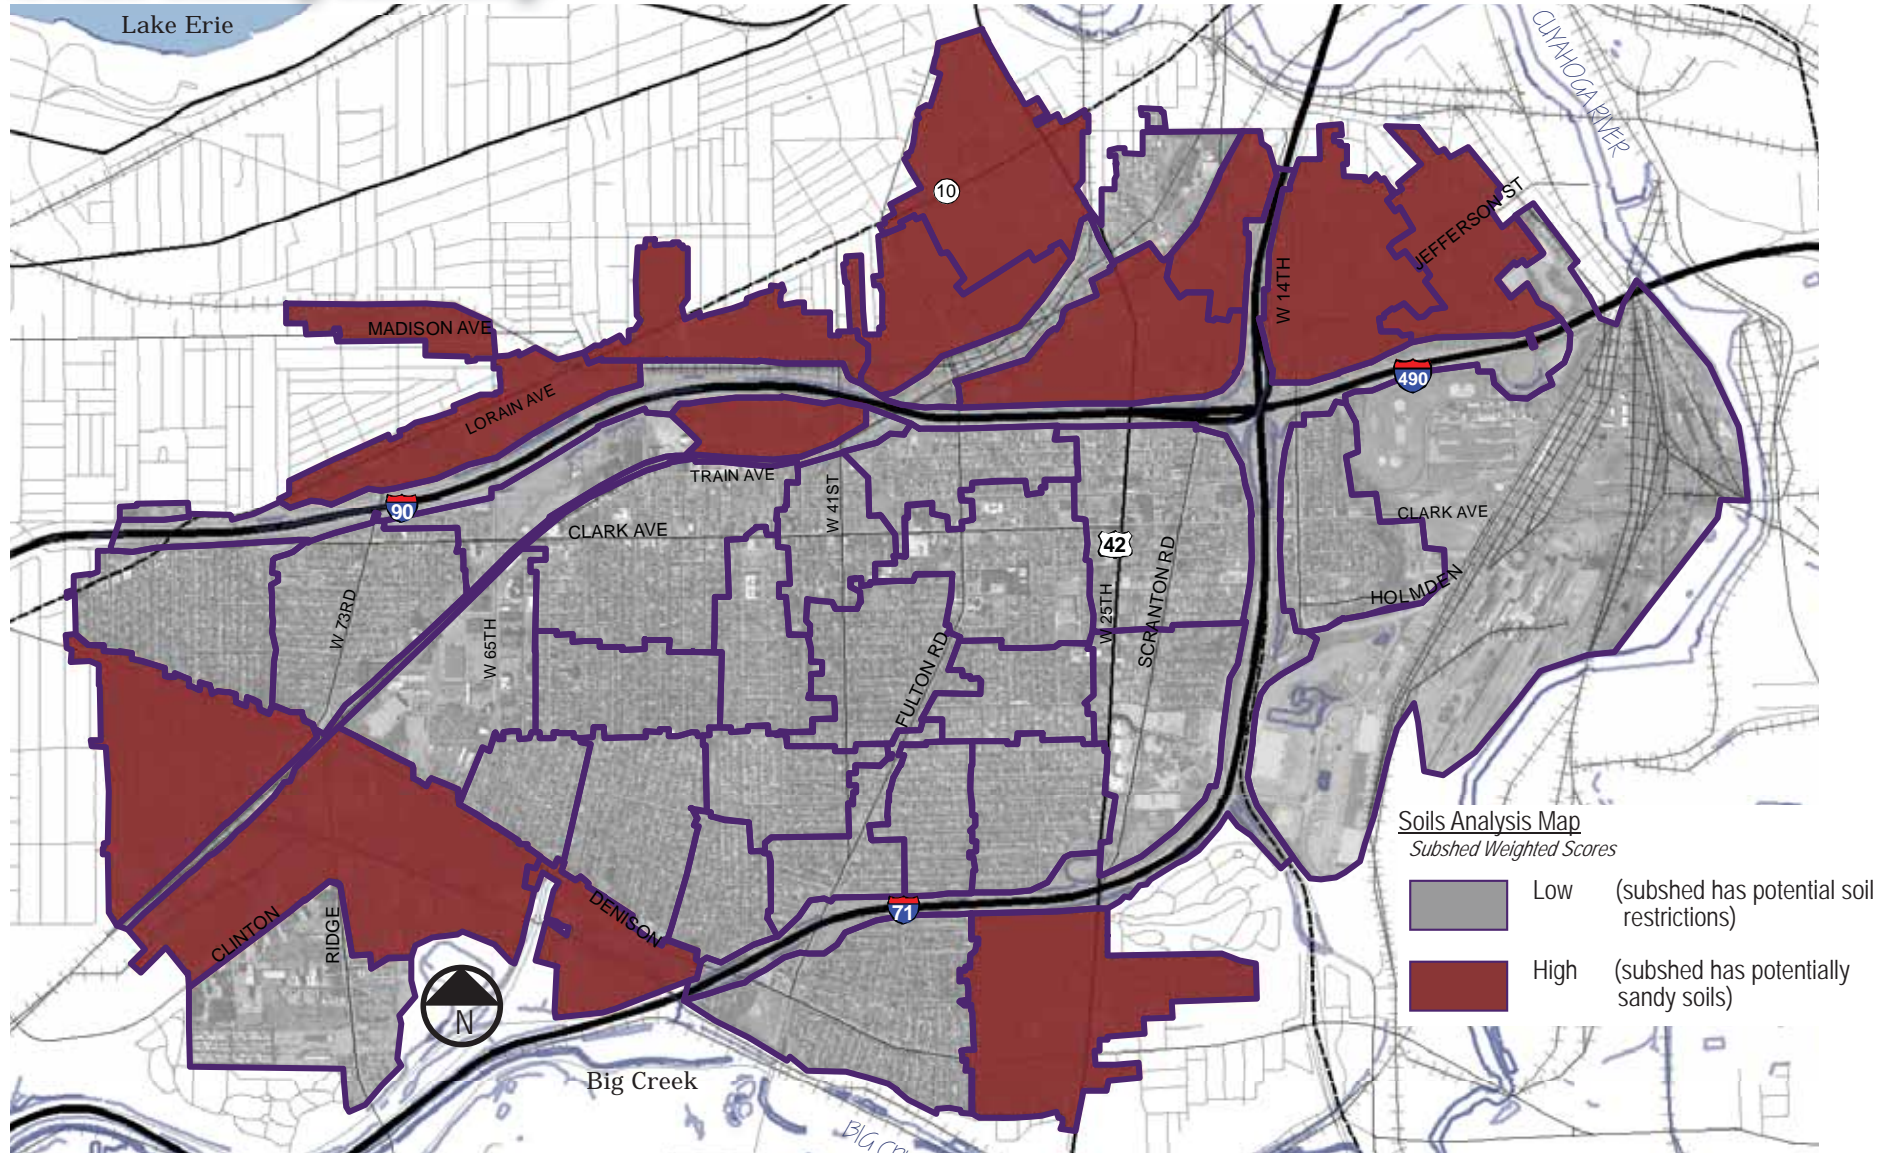 Lake Erie
CUYAHOGA RIVER
10
JEFFERSON ST
W 14TH
MADISON AVE
490
LORAIN AVE
TRAIN AVE
90
W 41ST
CLARK AVE
CLARK AVE
42
HOLMDEN
W 73RD
W 65TH
W 25TH
SCRANTON RD
FULTON RD
Soils Analysis Map
Subshed Weighted Scores
Low (subshed has potential soil
restrictions)
High (subshed has potentially
sandy soils)
CLINTON
RIDGE
DENISON
71
N
Big Creek